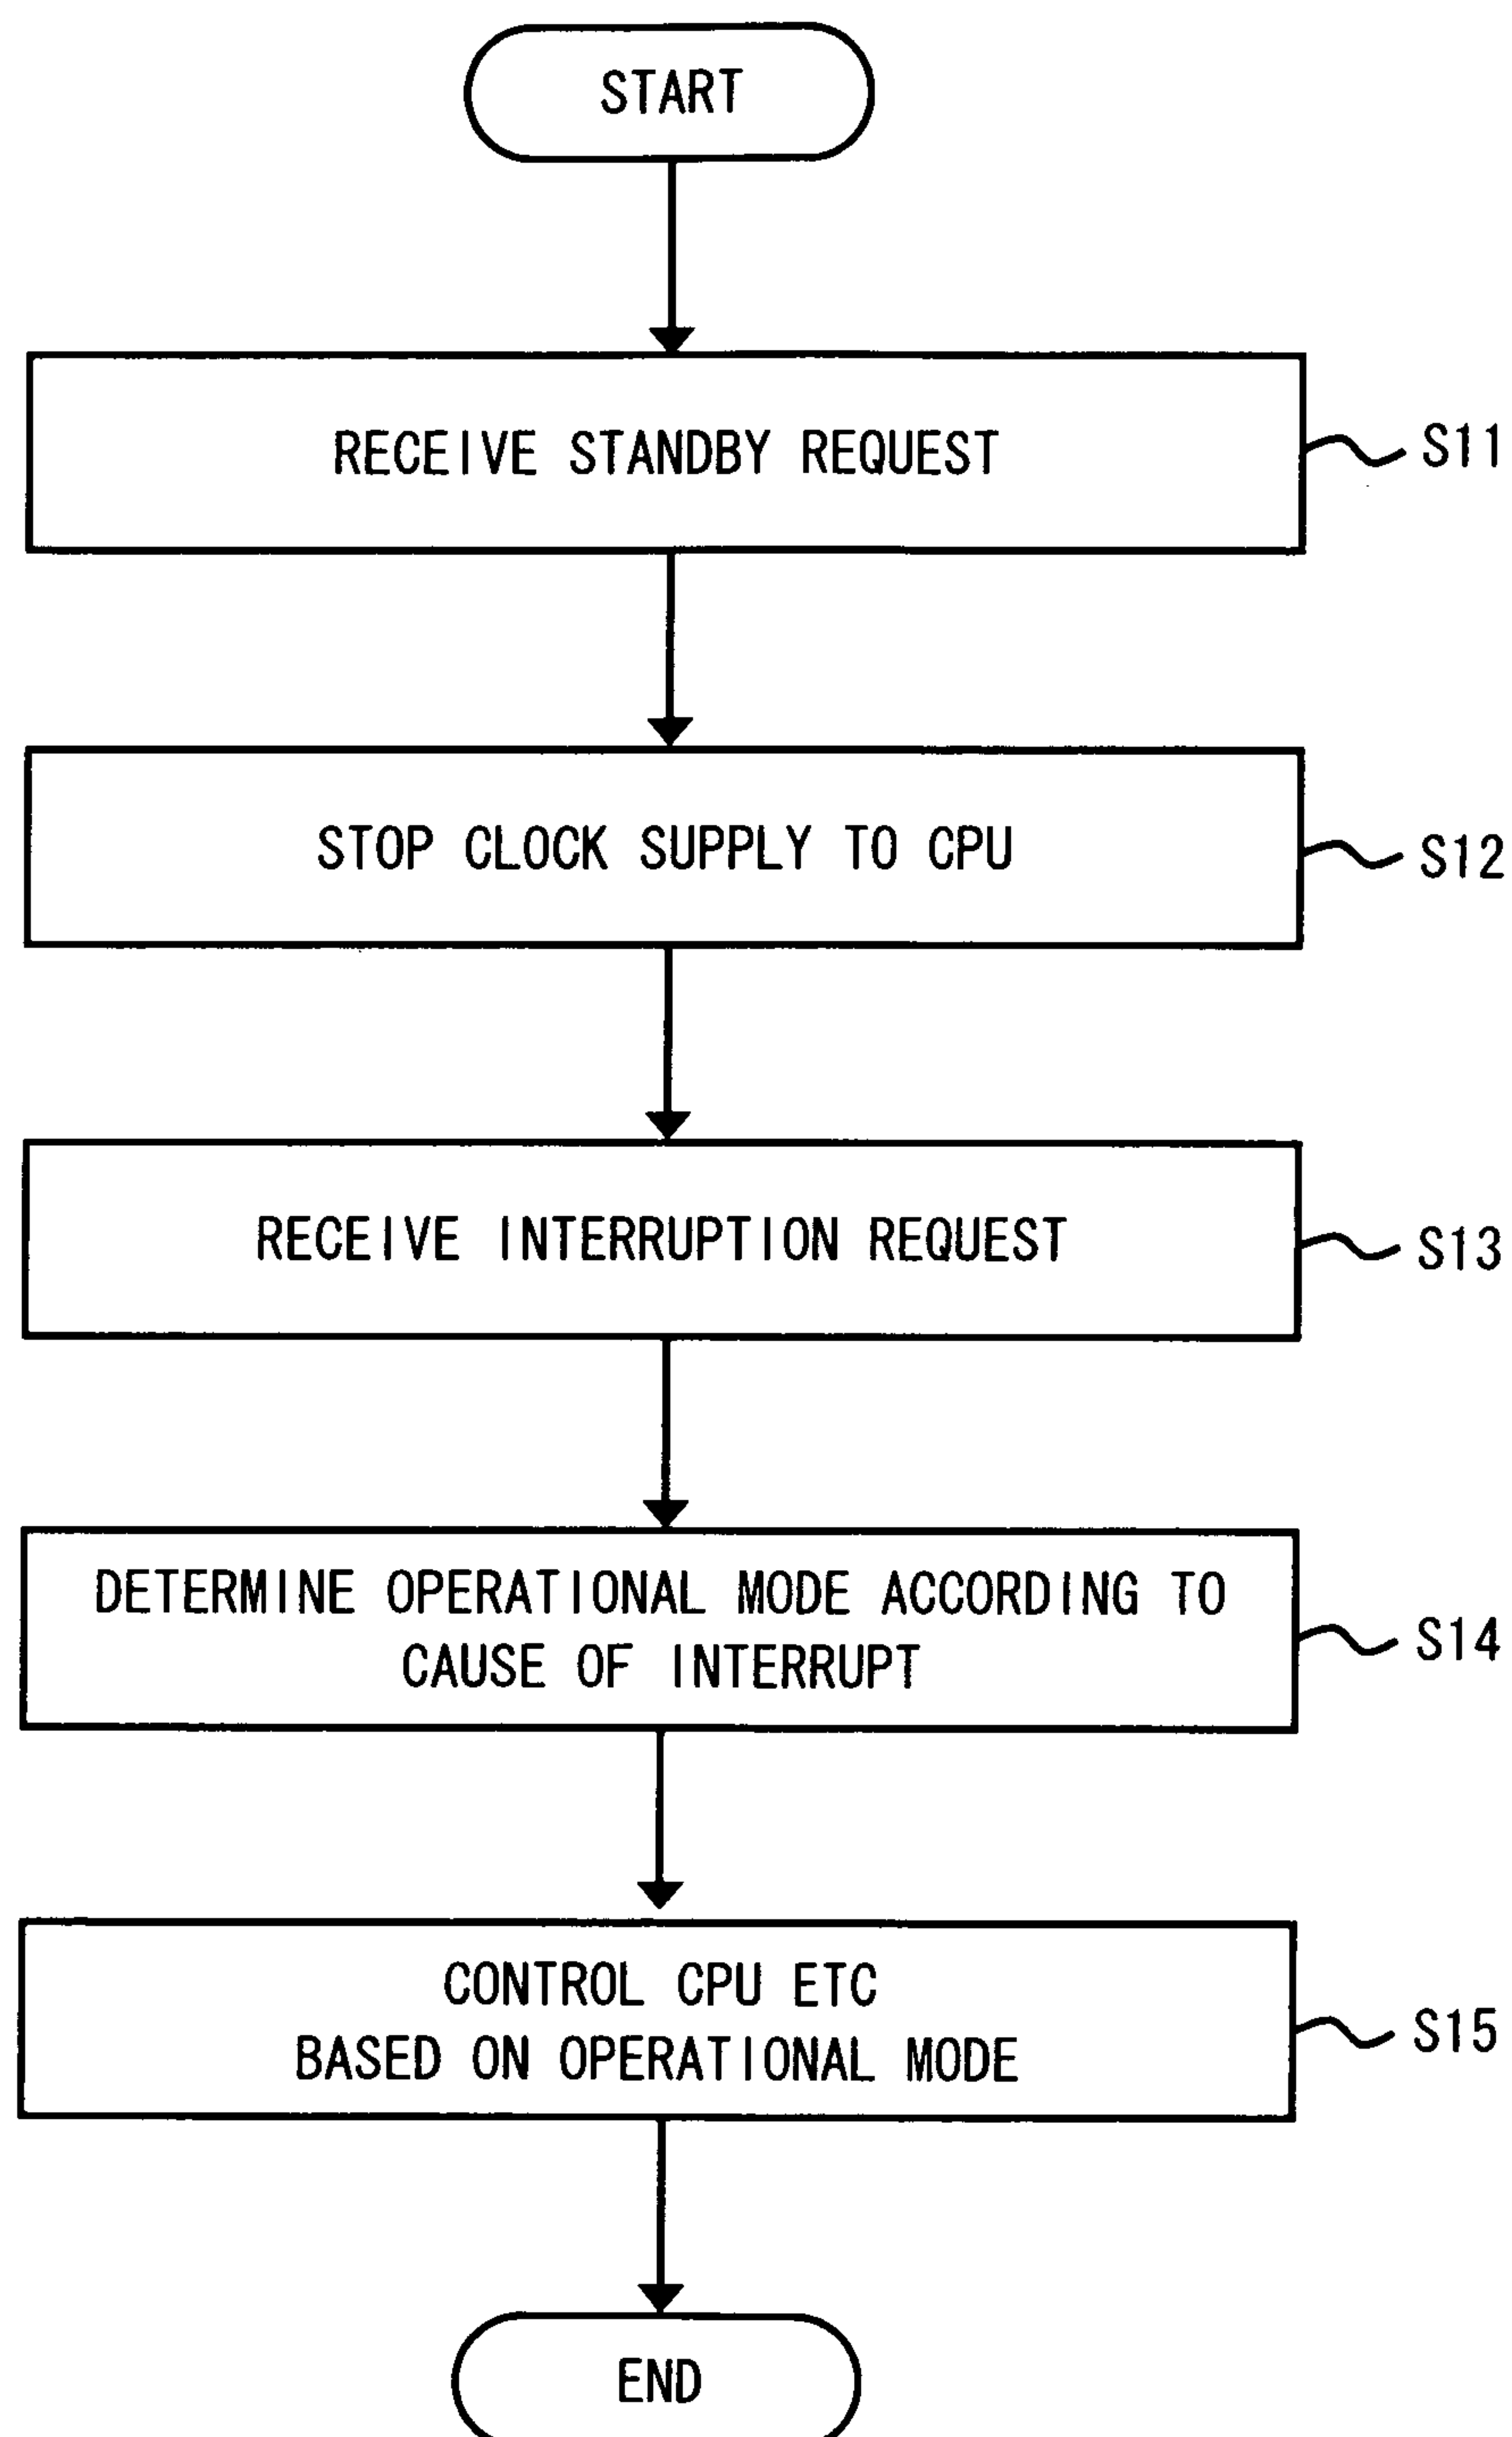 START
RECEIVE STANDBY REQUEST
S11
STOP CLOCK SUPPLY TO CPU
S12
RECEIVE INTERRUPTION REQUEST
S13
DETERMINE OPERATIONAL MODE ACCORDING TO
CAUSE OF INTERRUPT
S14
CONTROL CPU ETC
BASED ON OPERATIONAL MODE
S15
END